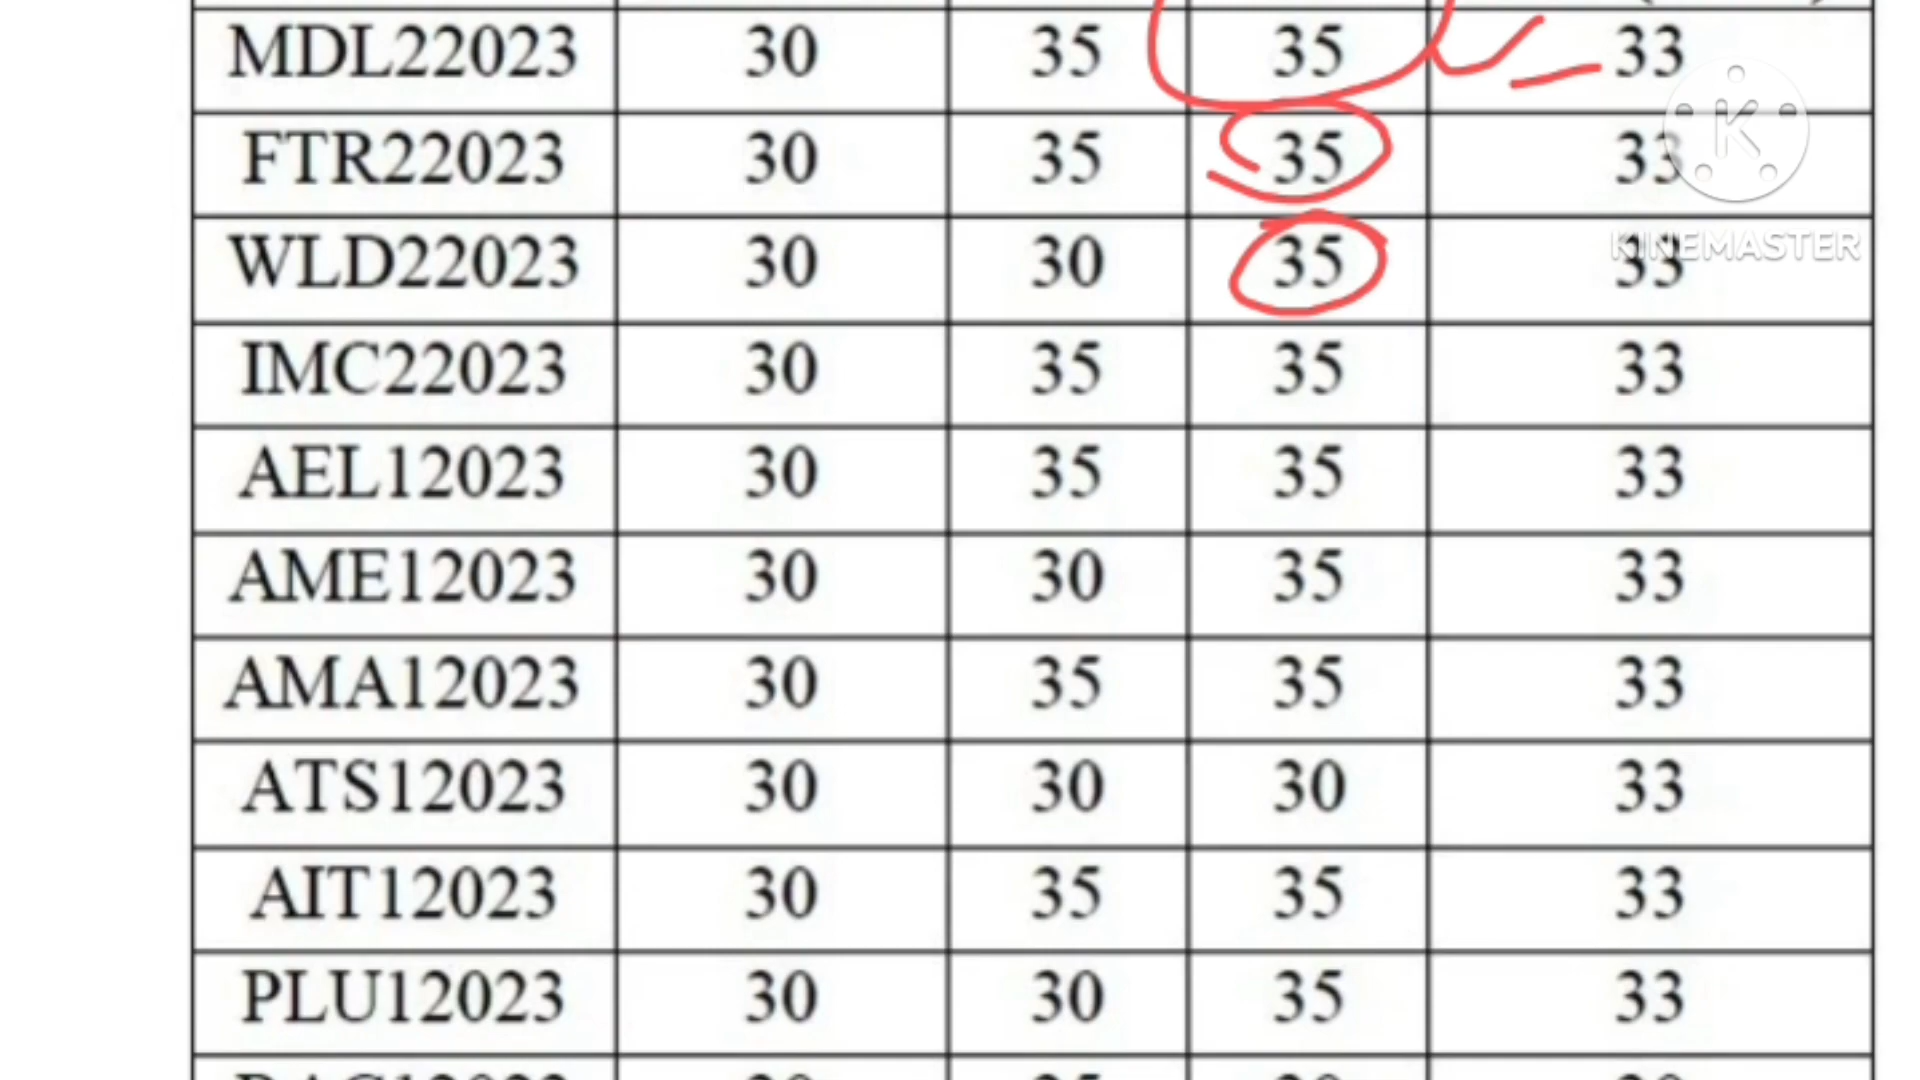 MDL22023 30 35 35 33
FTR22023 30 35 35 33
WLD22023 30 30 35 33
KINEMASTER
IMC22023 30 35 35 33
AEL12023 30 35 35 33
AME12023 30 30 35 33
AMA12023 30 35 35 33
ATS12023 30 30 30 33
AIT12023 30 35 35 33
PLU12023 30 30 35 33